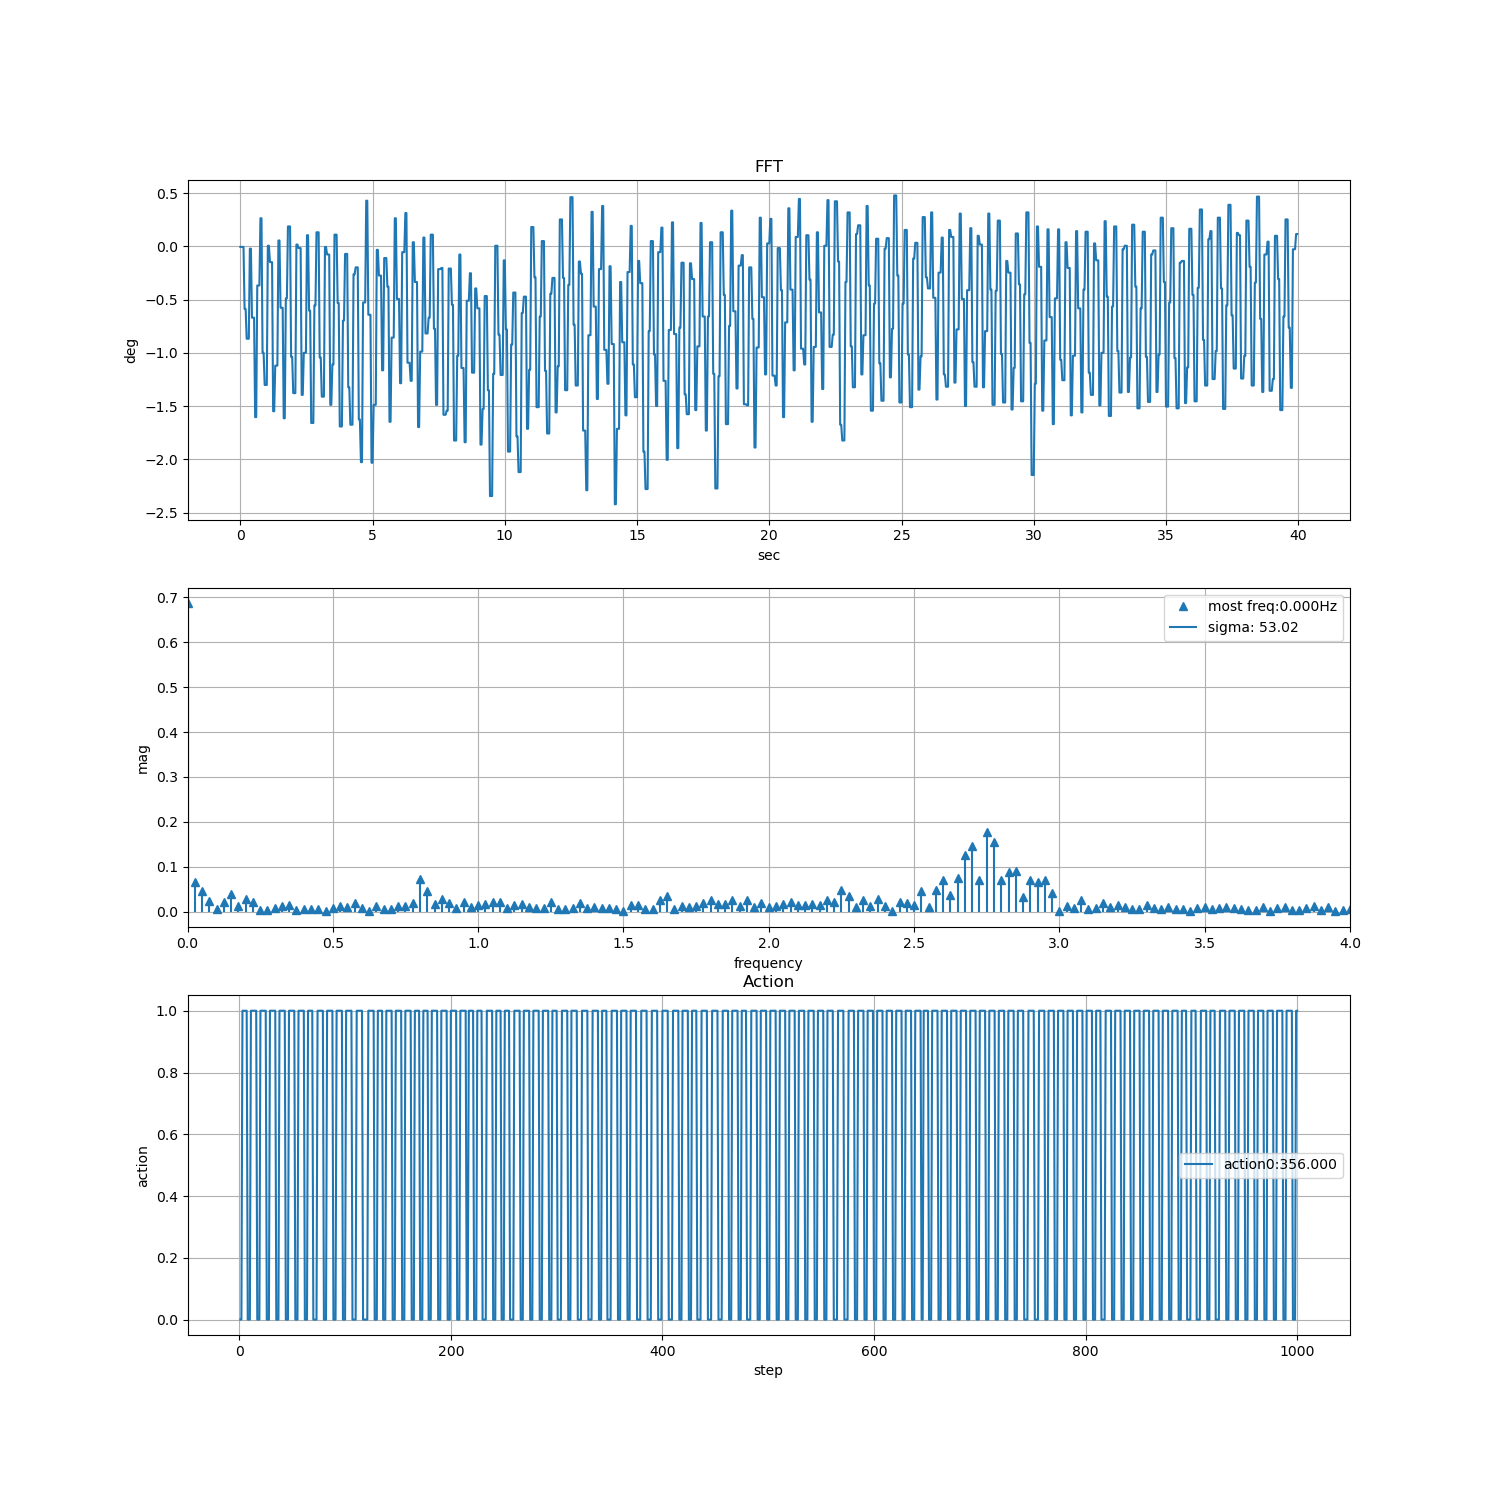 FFT
0.5
0.0
−0.5
−1.0
−1.5
−2.0
−2.5
deg
0 5 10 15 20 25 30 35 40
sec
0.7
0.6
0.5
0.4
0.3
0.2
0.1
0.0
mag
most freq:0.000Hz
sigma: 53.02
0.0 0.5 1.0 1.5 2.0 2.5 3.0 3.5 4.0
frequency
Action
1.0
0.8
0.6
0.4
0.2
0.0
action
action0:356.000
0 200 400 600 800 1000
step